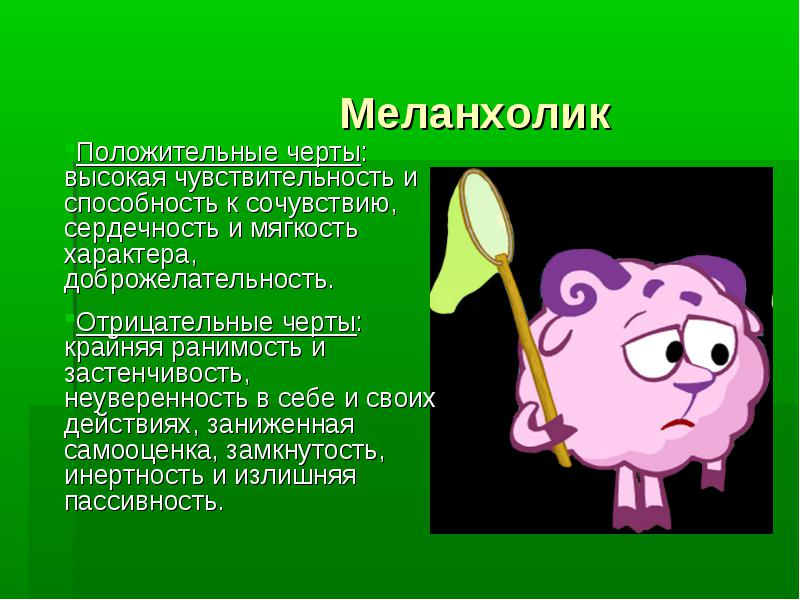 Меланхолик
Положительные черты:
высокая чувствительность и
способность к сочувствию,
сердечность и мягкость
характера,
доброжелательность.
Отрицательные черты:
крайняя ранимость и
застенчивость,
неуверенность в себе и своих
действиях, заниженная
самооценка, замкнутость,
инертность и излишняя
пассивность.